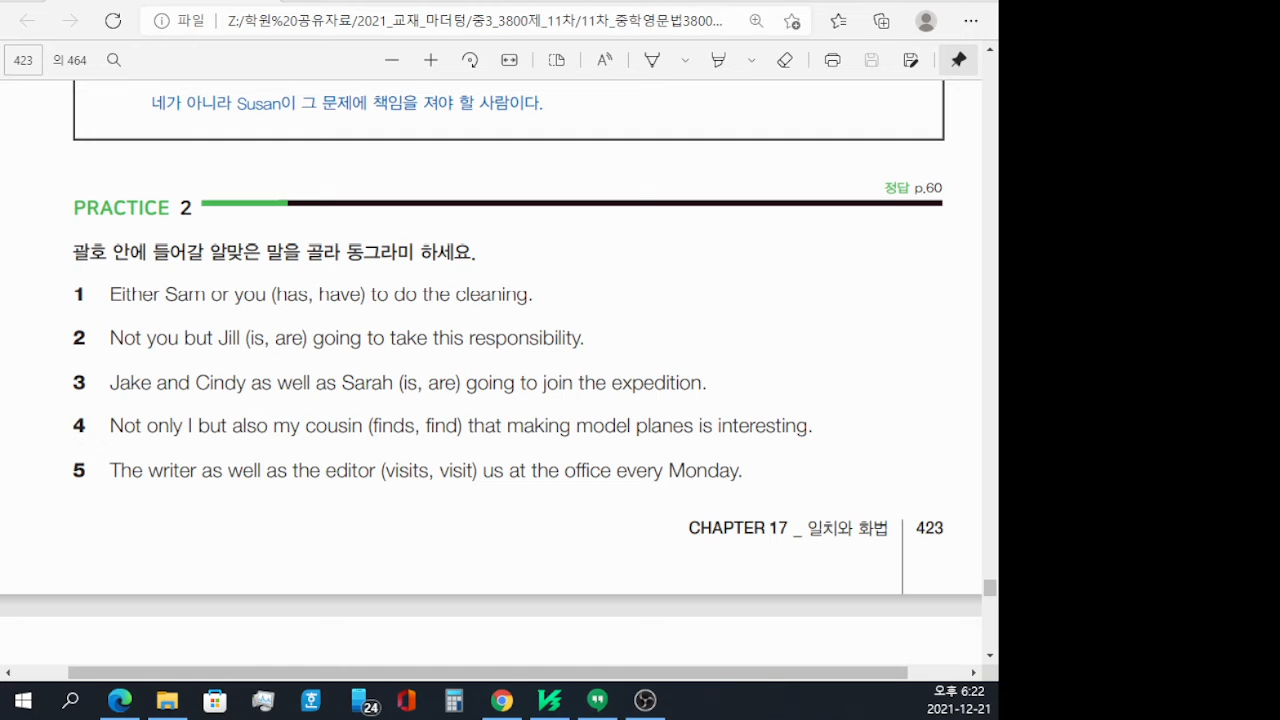 파일
Z:/학원%20공유자료/2021_교재_마더텅/중3_3800제_11차/11차_중학영문법3800...
423 의 464
네가 아니라 Susan이 그 문제에 책임을 져야 할 사람이다.
정답 p.60
PRACTICE 2
괄호 안에 들어갈 알맞은 말을 골라 동그라미 하세요.
1 Either Sam or you (has, have) to do the cleaning.
2 Not you but Jill (is, are) going to take this responsibility.
3 Jake and Cindy as well as Sarah (is, are) going to join the expedition.
4 Not only I but also my cousin (finds, find) that making model planes is interesting.
5 The writer as well as the editor (visits, visit) us at the office every Monday.
CHAPTER 17 _ 일치와 화법 423
24
오후 6:22
2021-12-21